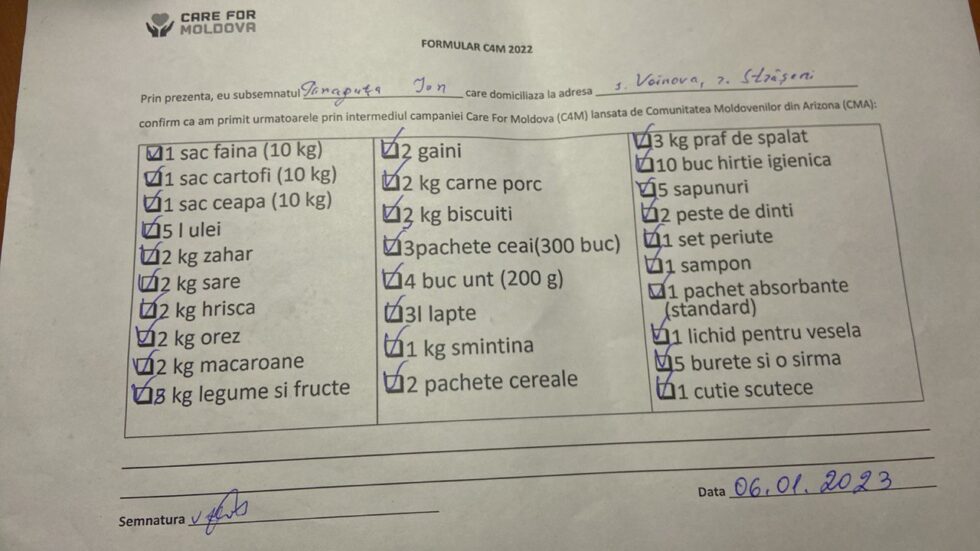 CARE FOR
MOLDOVA
FORMULAR C4M 2022
Prin prezenta, eu subsemnatul Ion care domiciliaza la adresa s. Voinova, r. Strășeni
confirm ca am primit urmatoarele prin intermediul campaniei Care For Moldova (C4M) lansata de Comunitatea Moldovenilor din Arizona (CMA):
1 sac faina (10 kg)
1 sac cartofi (10 kg)
1 sac ceapa (10 kg)
5 l ulei
2 kg zahar
2 kg sare
2 kg hrisca
2 kg orez
2 kg macaroane
8 kg legume si fructe
2 gaini
2 kg carne porc
2 kg biscuiti
3pachete ceai(300 buc)
4 buc unt (200 g)
3l lapte
1 kg smintina
2 pachete cereale
3 kg praf de spalat
10 buc hirtie igienica
5 sapunuri
2 peste de dinti
1 set periute
1 sampon
1 pachet absorbante
(standard)
1 lichid pentru vesela
5 burete si o sirma
1 cutie scutece
Semnatura
Data 06.01.2023